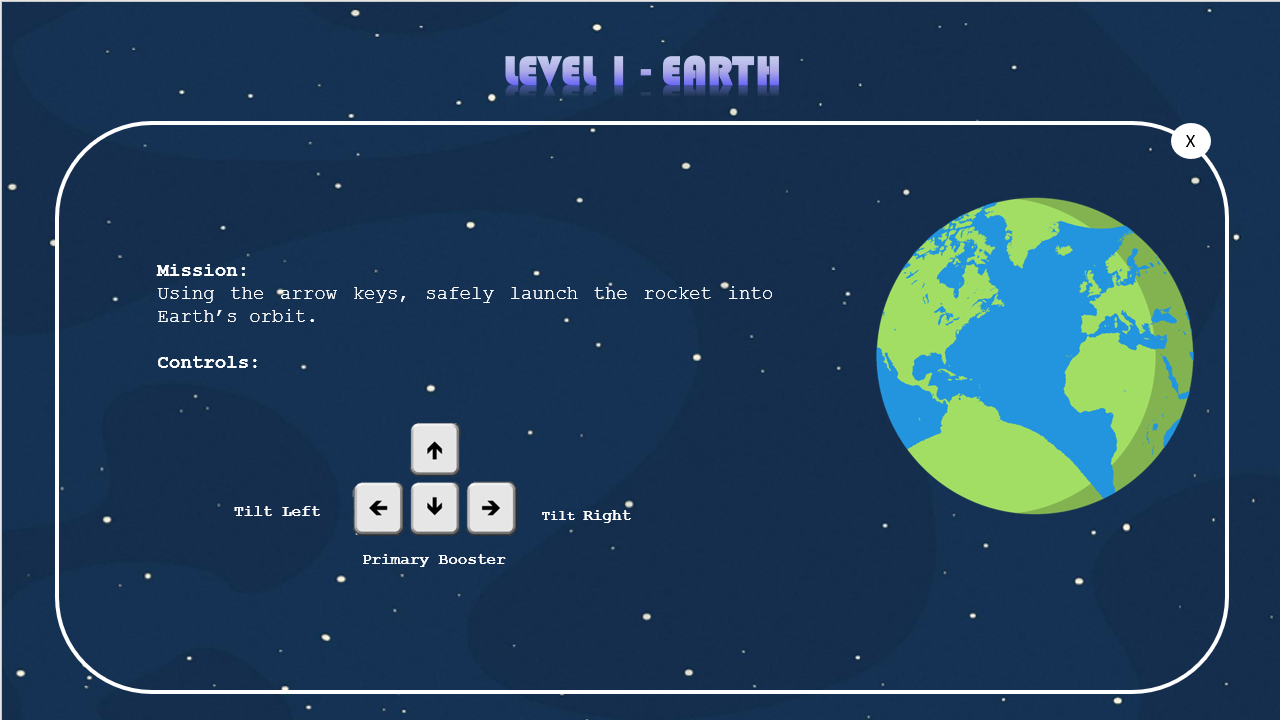 LEVEL 1 - EARTH
X
Mission:
Using the arrow keys, safely launch the rocket into
Earth’s orbit.
Controls:
Tilt Left
Tilt Right
Primary Booster